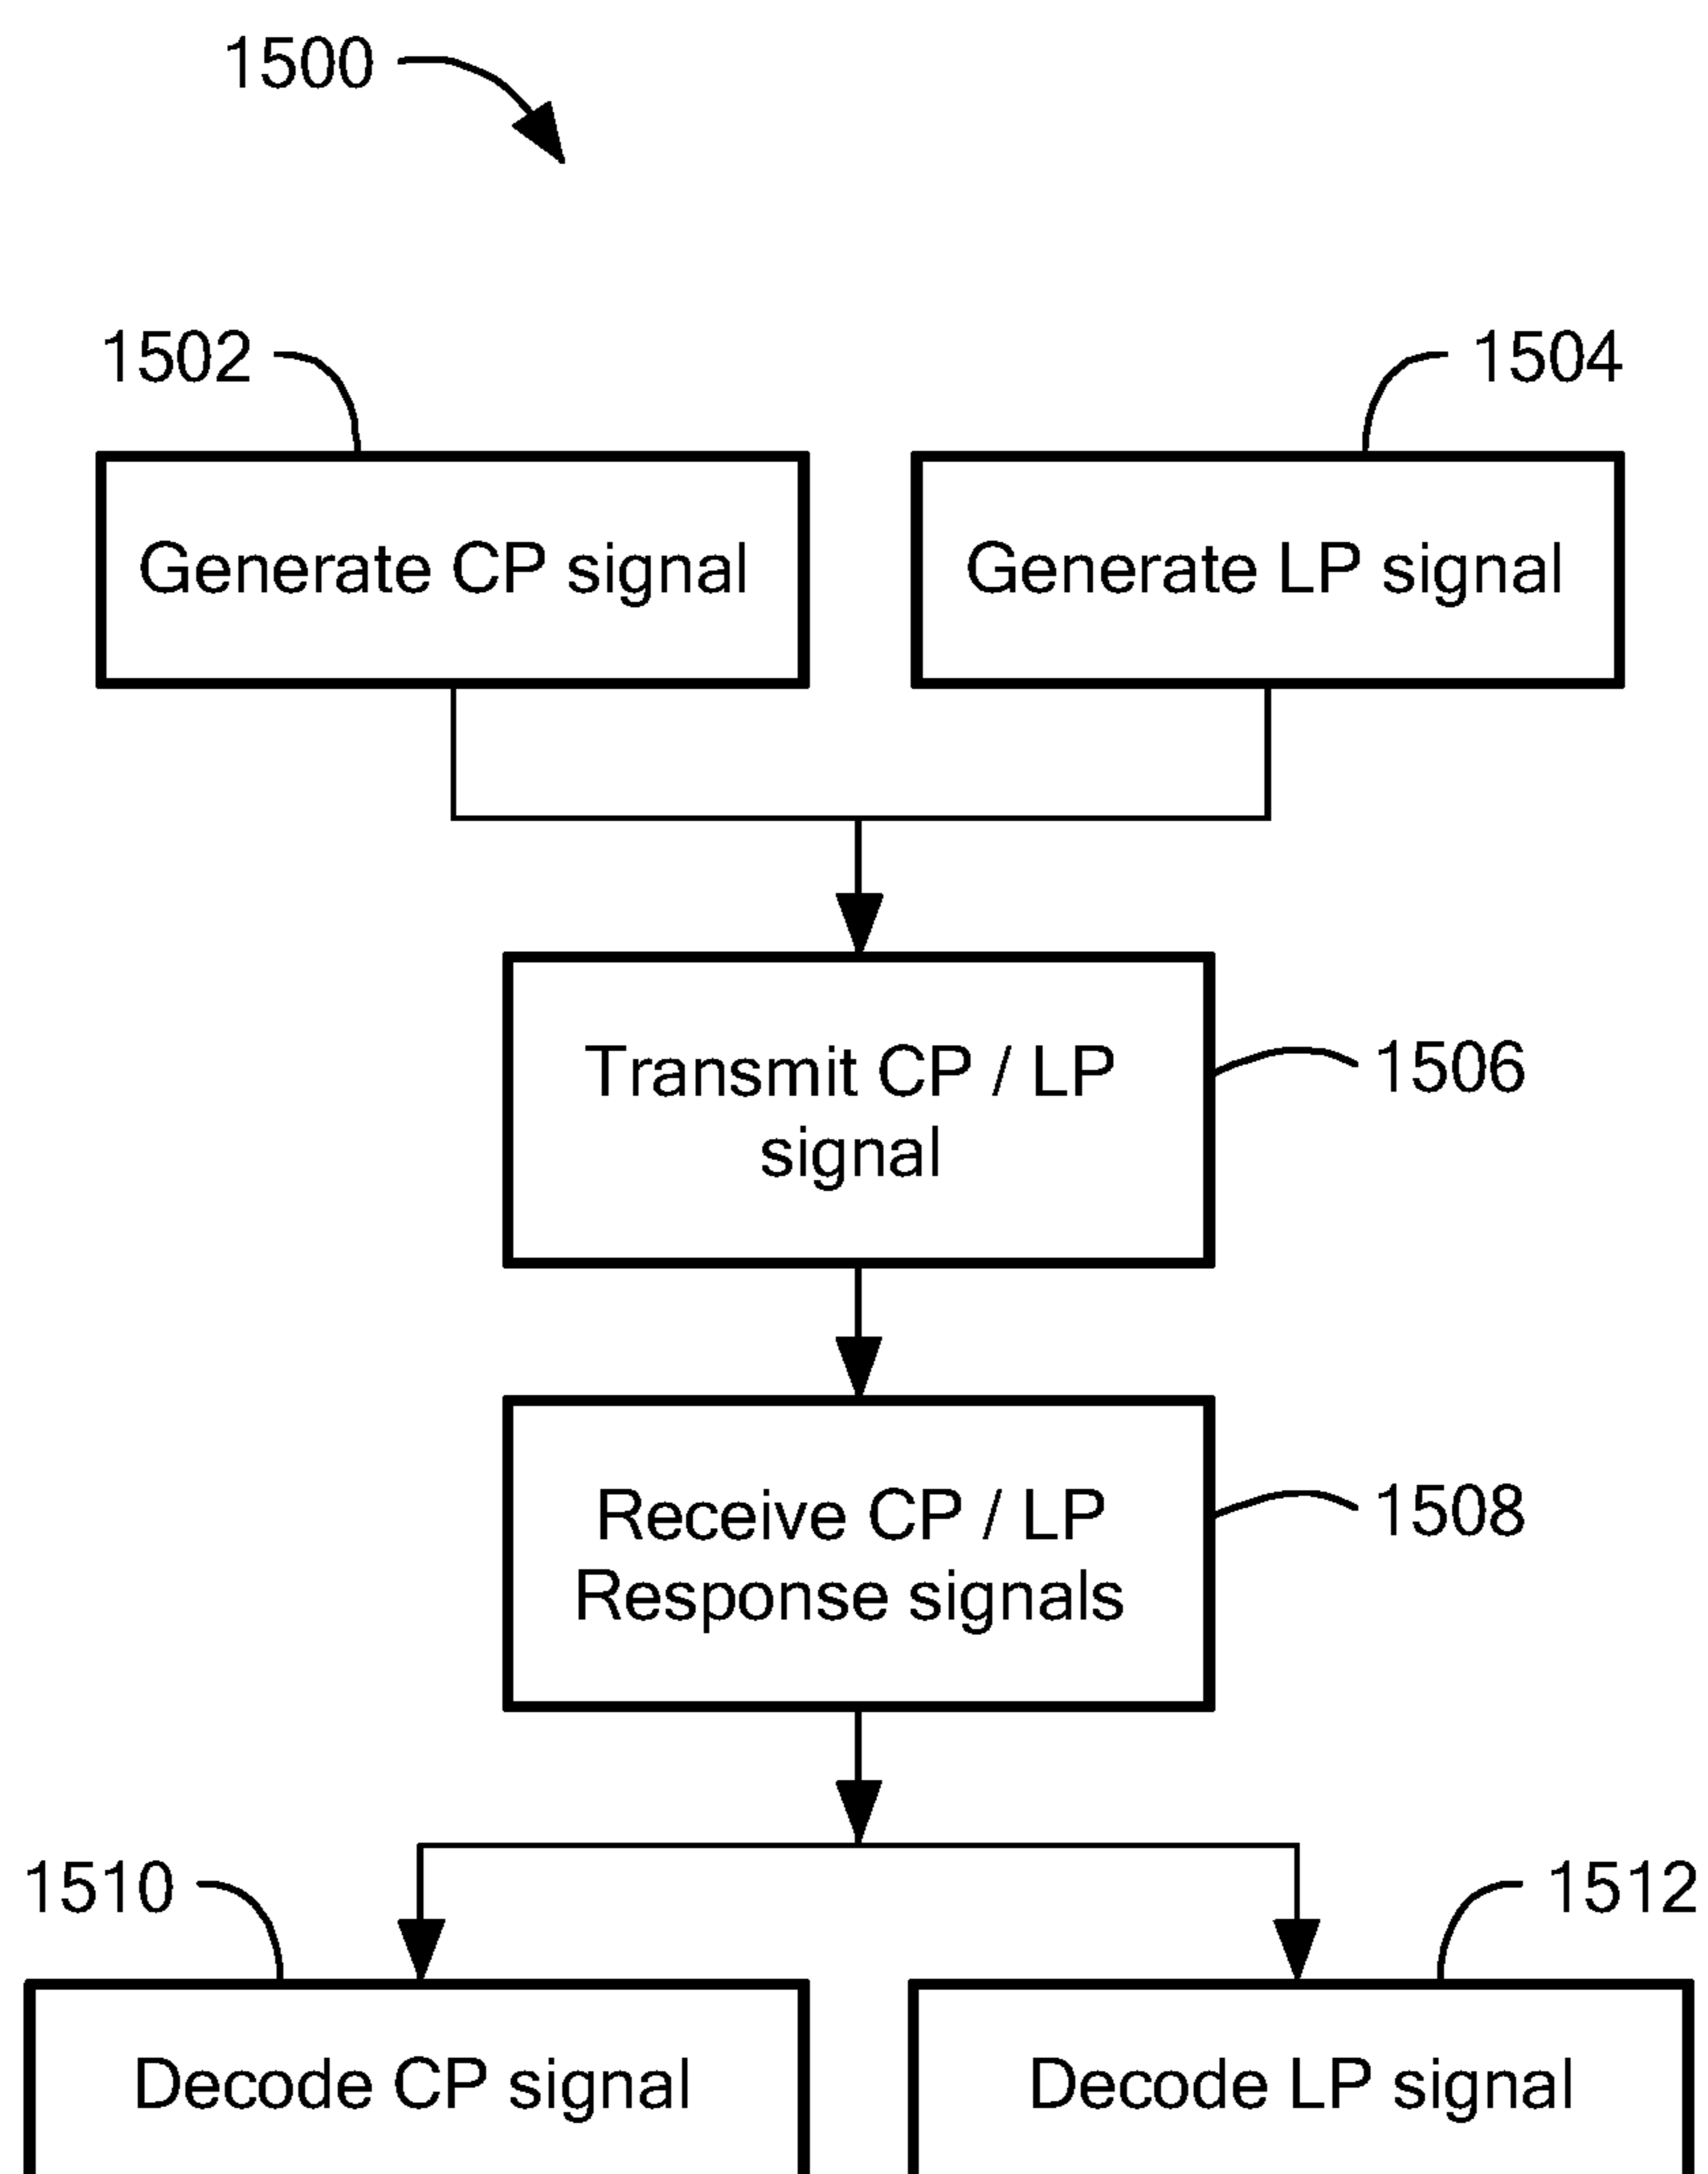 1500
1502
1504
Generate CP signal
Generate LP signal
Transmit CP / LP
signal
1506
Receive CP / LP
Response signals
1508
1510
1512
Decode CP signal
Decode LP signal